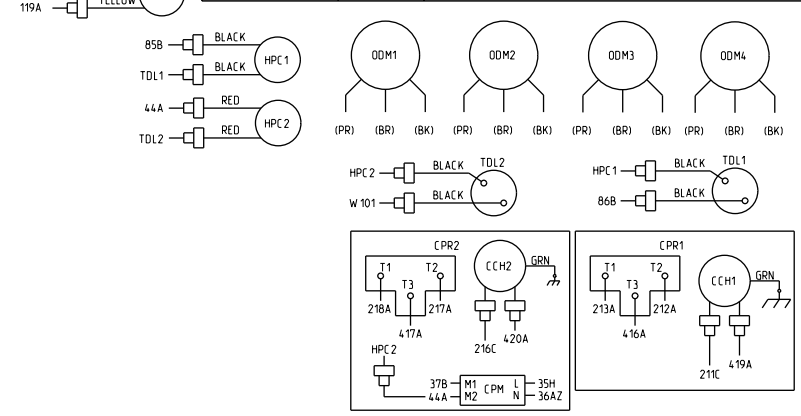 119A YELLOW
85B BLACK
HPC1
TDL1 BLACK
44A RED
HPC2
TDL2 RED
ODM1 ODM2 ODM3 ODM4
(PR) (BR) (BK) (PR) (BR) (BK) (PR) (BR) (BK) (PR) (BR) (BK)
HPC2 BLACK TDL2
W101 BLACK
HPC1 BLACK TDL1
86B BLACK
CPR2
T1 T2
T3
218A 217A
417A
CCH2 GRN
216C 420A
HPC2
37B M1 CPM L 35H
44A M2 N 36AZ
CPR1
T1 T2
T3
213A 212A
416A
CCH1 GRN
211C 419A